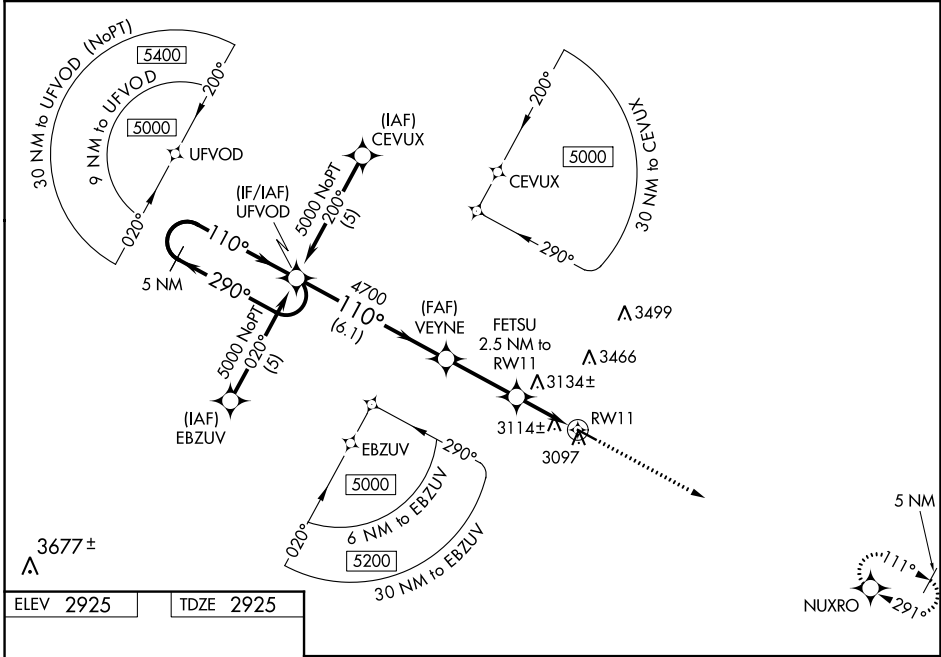 30 NM to UFVOD (NoPT)
5400
9 NM to UFVOD
5000
200°
UFVOD
020°
(IAF)
CEVUX
5000 NoPT
200°
(5)
(IF/IAF)
UFVOD
110°
290°
5 NM
5000 NoPT
020°
(5)
(IAF)
EBZUV
4700
110°
(6.1)
(FAF)
VEYNE
FETSU
2.5 NM to
RW11
200°
CEVUX
5000
30 NM to CEVUX
290°
3499
3466
3134±
3114±
RW11
3097
EBZUV
290°
5000
020°
6 NM to EBZUV
5200
30 NM to EBZUV
3677±
5 NM
111°
291°
NUXRO
ELEV 2925
TDZE 2925